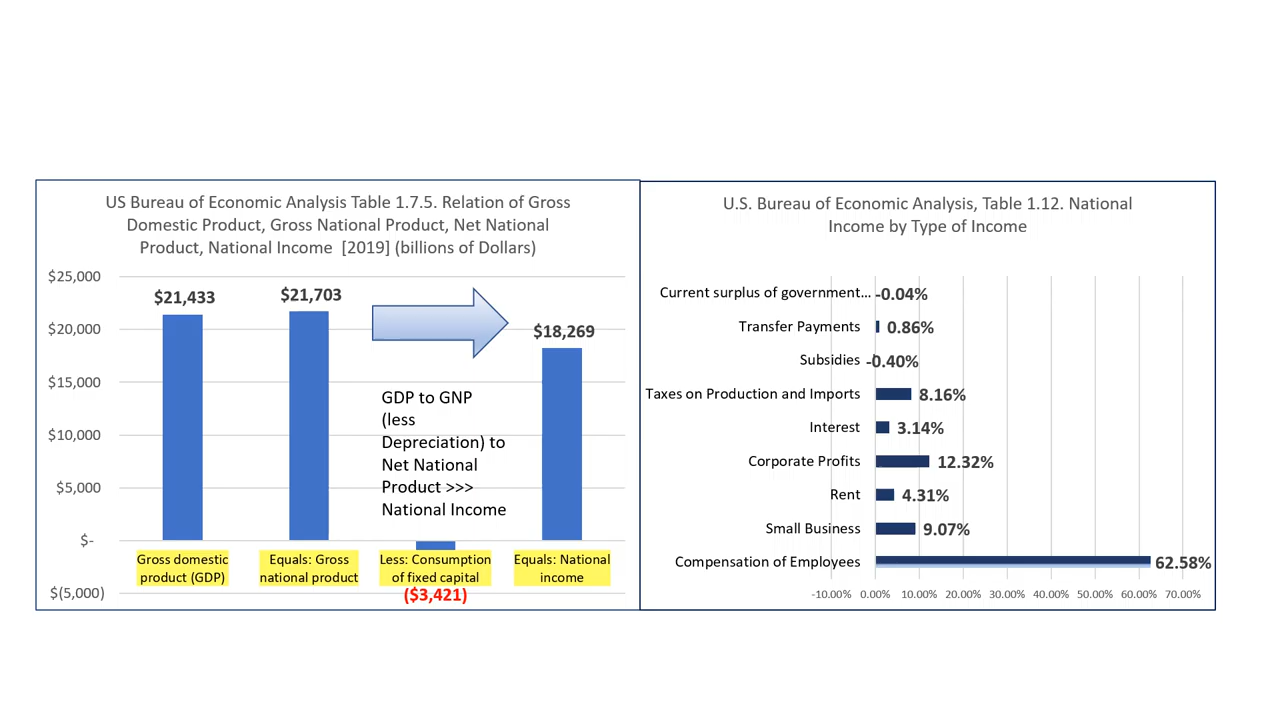 US Bureau of Economic Analysis Table 1.7.5. Relation of Gross
Domestic Product, Gross National Product, Net National
Product, National Income [2019] (billions of Dollars)
$25,000
$20,000
$15,000
$10,000
$5,000
$-
$(5,000)
$21,433
$21,703
$18,269
GDP to GNP
(less
Depreciation) to
Net National
Product >>>
National Income
Gross domestic
product (GDP)
Equals: Gross
national product
Less: Consumption
of fixed capital
($3,421)
Equals: National
income
U.S. Bureau of Economic Analysis, Table 1.12. National
Income by Type of Income
Current surplus of government... -0.04%
Transfer Payments 0.86%
Subsidies -0.40%
Taxes on Production and Imports 8.16%
Interest 3.14%
Corporate Profits 12.32%
Rent 4.31%
Small Business 9.07%
Compensation of Employees 62.58%
-10.00% 0.00% 10.00% 20.00% 30.00% 40.00% 50.00% 60.00% 70.00%